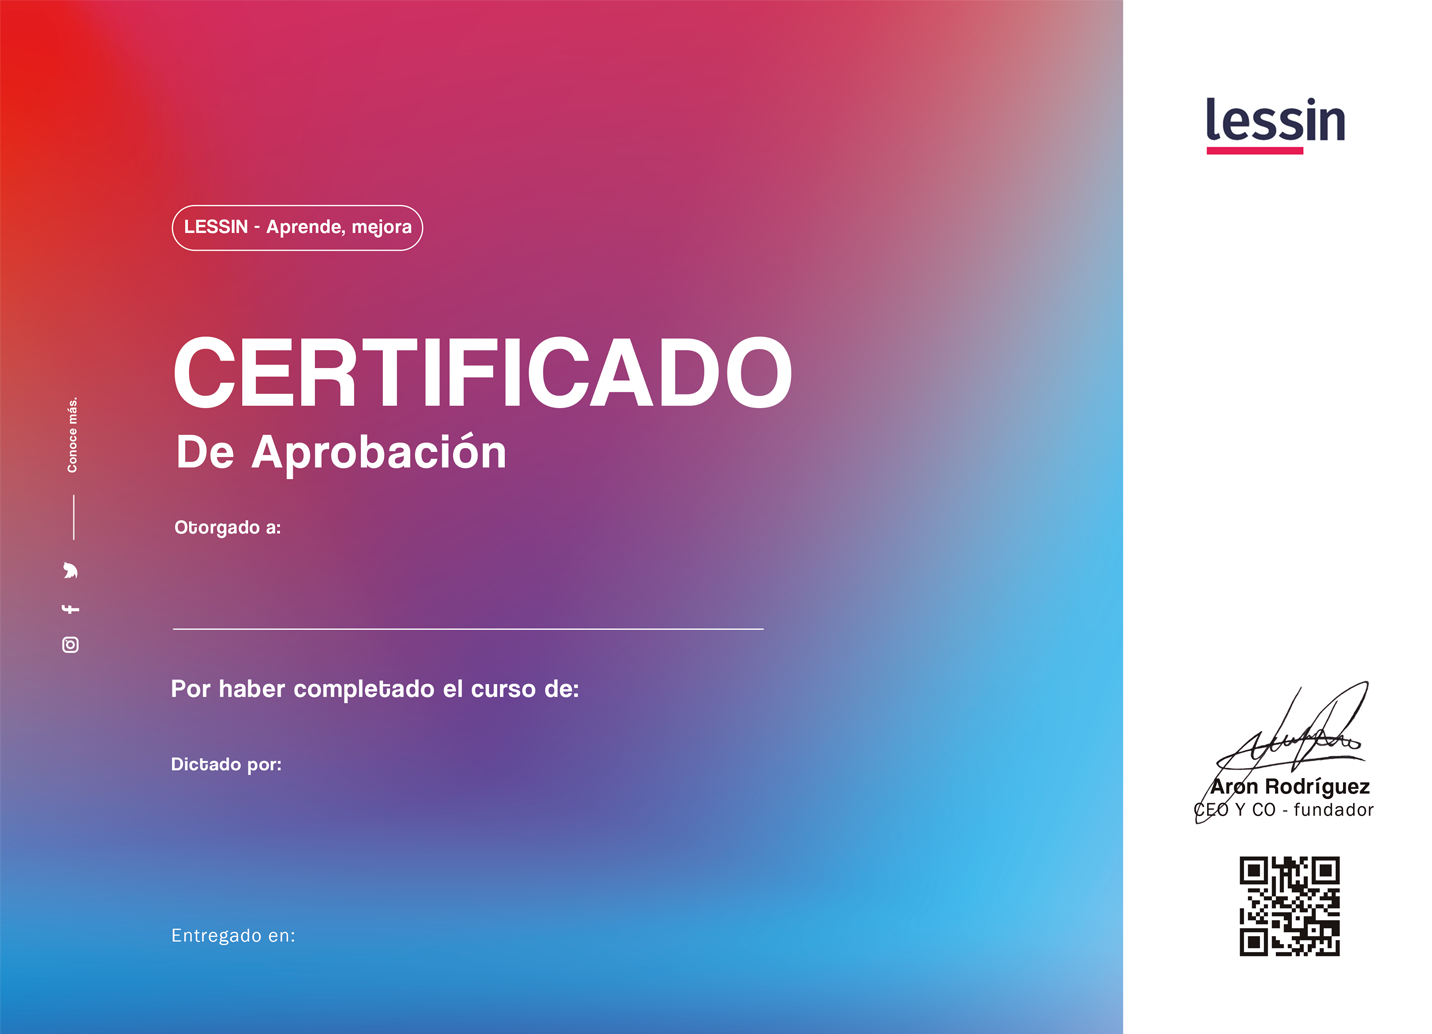 lessin
LESSIN - Aprende, mejora
CERTIFICADO
De Aprobación
Otorgado a:
Por haber completado el curso de:
Dictado por:
Entregado en:
Conoce más.
Aron Rodríguez
CEO Y CO - fundador